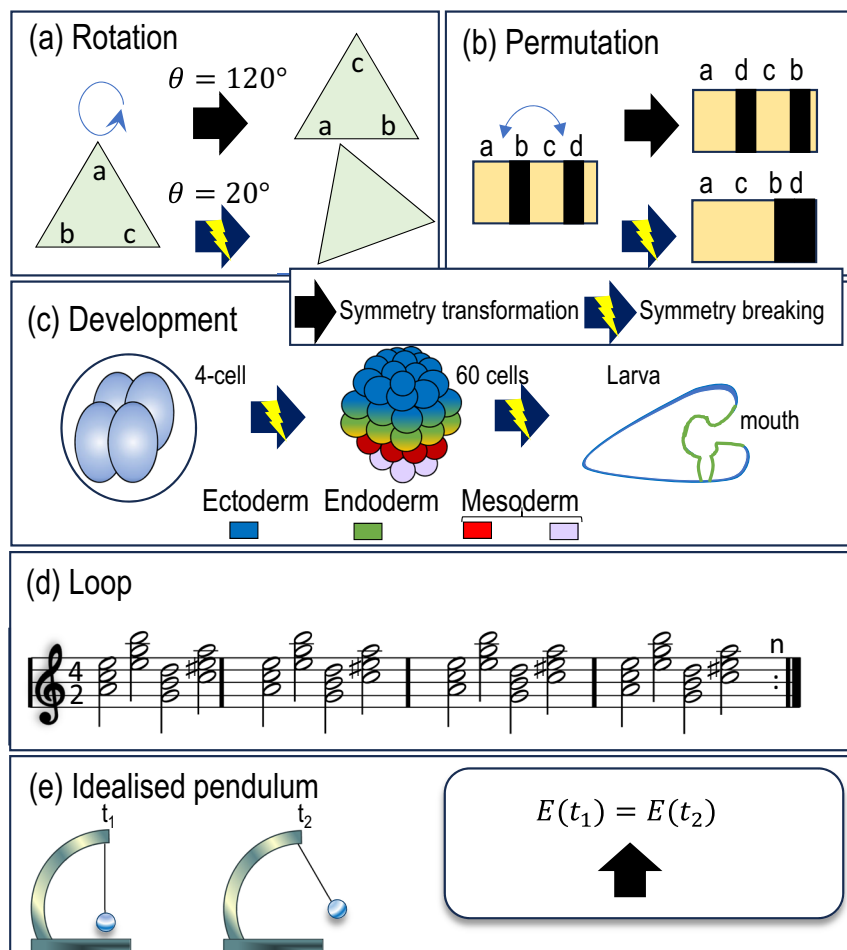 (a) Rotation
θ = 120°
a
b c
c
a b
θ = 20°
(b) Permutation
a b c d
a d c b
a c b d
Symmetry transformation
Symmetry breaking
(c) Development
4-cell
60 cells
Larva
mouth
Ectoderm
Endoderm
Mesoderm
(d) Loop
4
2
n
(e) Idealised pendulum
t1
t2
E(t1) = E(t2)